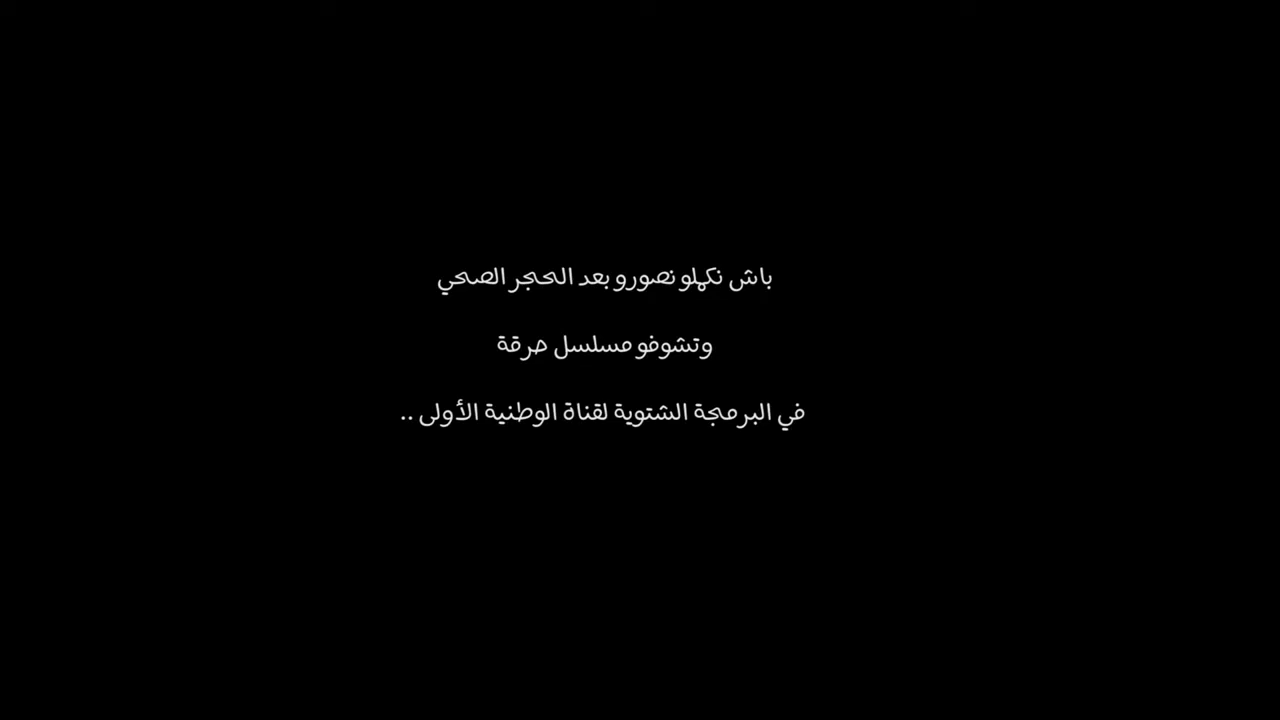 باش نكملو نصورو بعد الحجر الصحي
وتشوفو مسلسل حرقة
في البرمجة الشتوية لقناة الوطنية الأولى ..